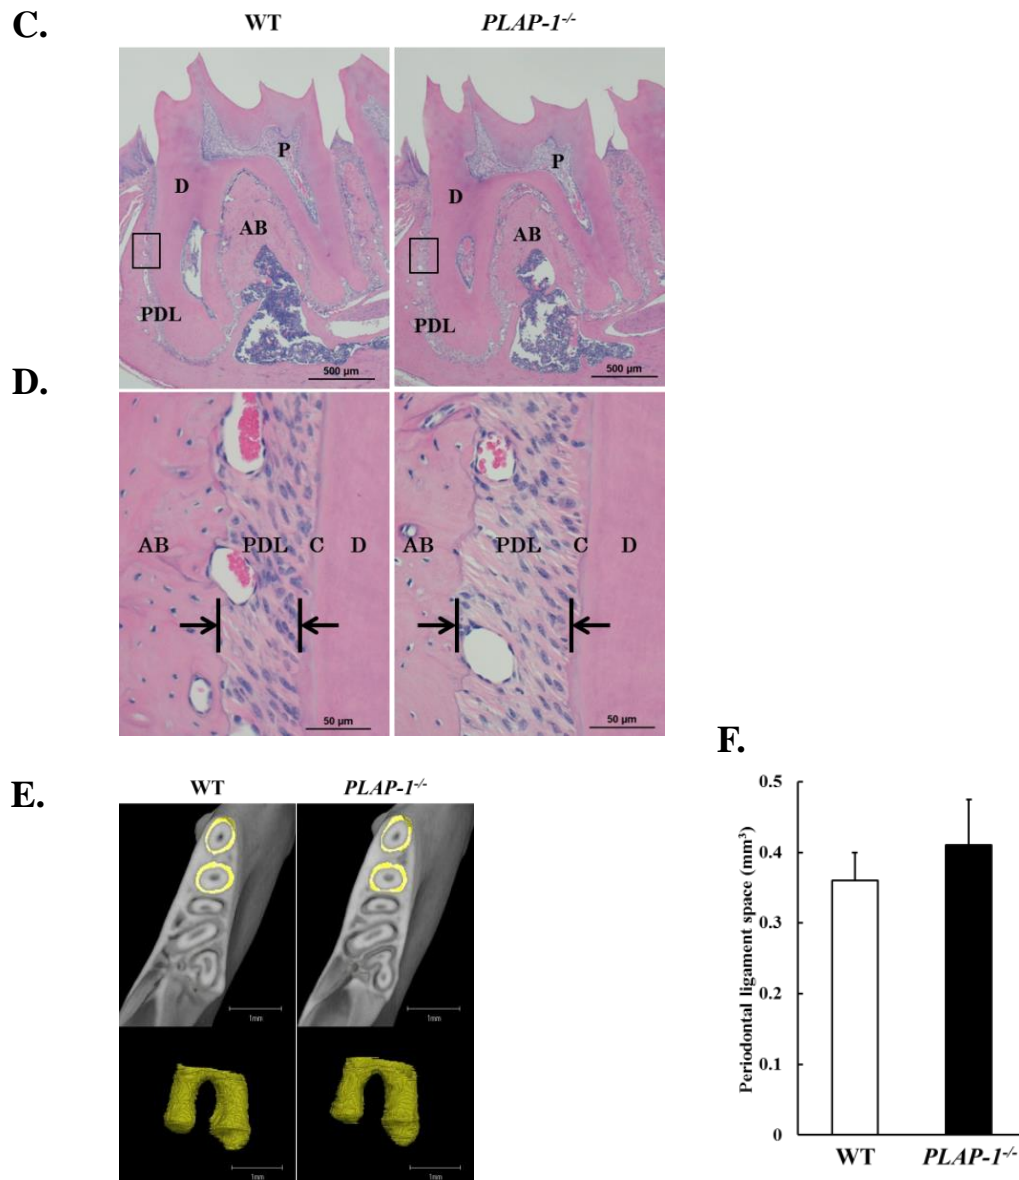 C.
WT PLAP-1-/-
P P
D D
AB AB
PDL PDL
500 μm 500 μm
D.
AB PDL C D AB PDL C D
50 μm 50 μm
E.
WT PLAP-1-/-
1mm 1mm
1mm 1mm
F.
Periodontal ligament space (mm³)
0.5
0.4
0.3
0.2
0.1
0
WT PLAP-1-/-